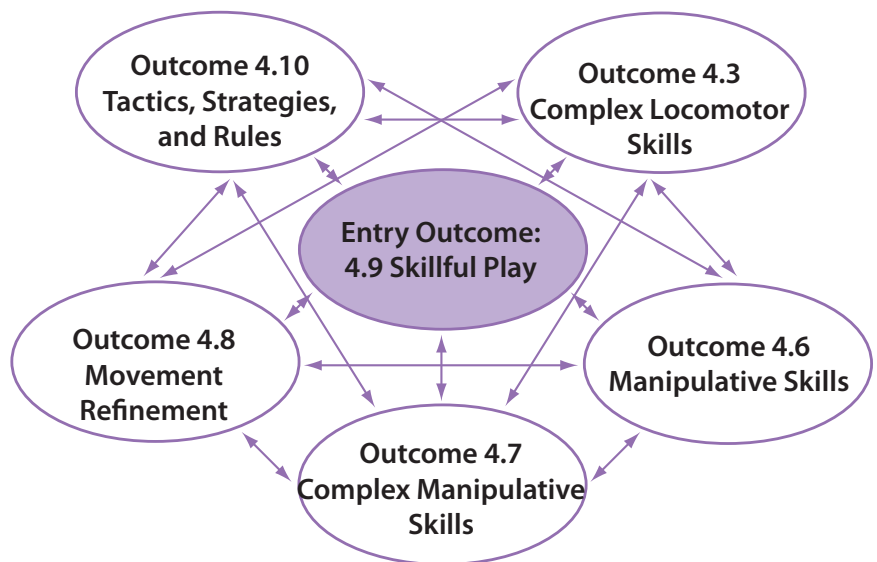 Outcome 4.10
Tactics, Strategies,
and Rules
Outcome 4.3
Complex Locomotor
Skills
Entry Outcome:
4.9 Skillful Play
Outcome 4.8
Movement
Refinement
Outcome 4.6
Manipulative Skills
Outcome 4.7
Complex Manipulative
Skills